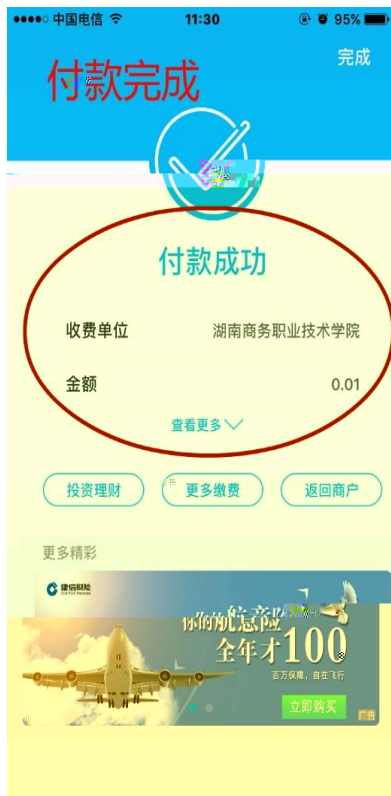 中国电信 11:30 95%
完成
付款完成
付款成功
收费单位 湖南商务职业技术学院
金额 0.01
查看更多
投资理财 更多缴费 返回商户
更多精彩
建信财险
你的航意险
全年才100
百万保障，自在飞行
立即购买
广告